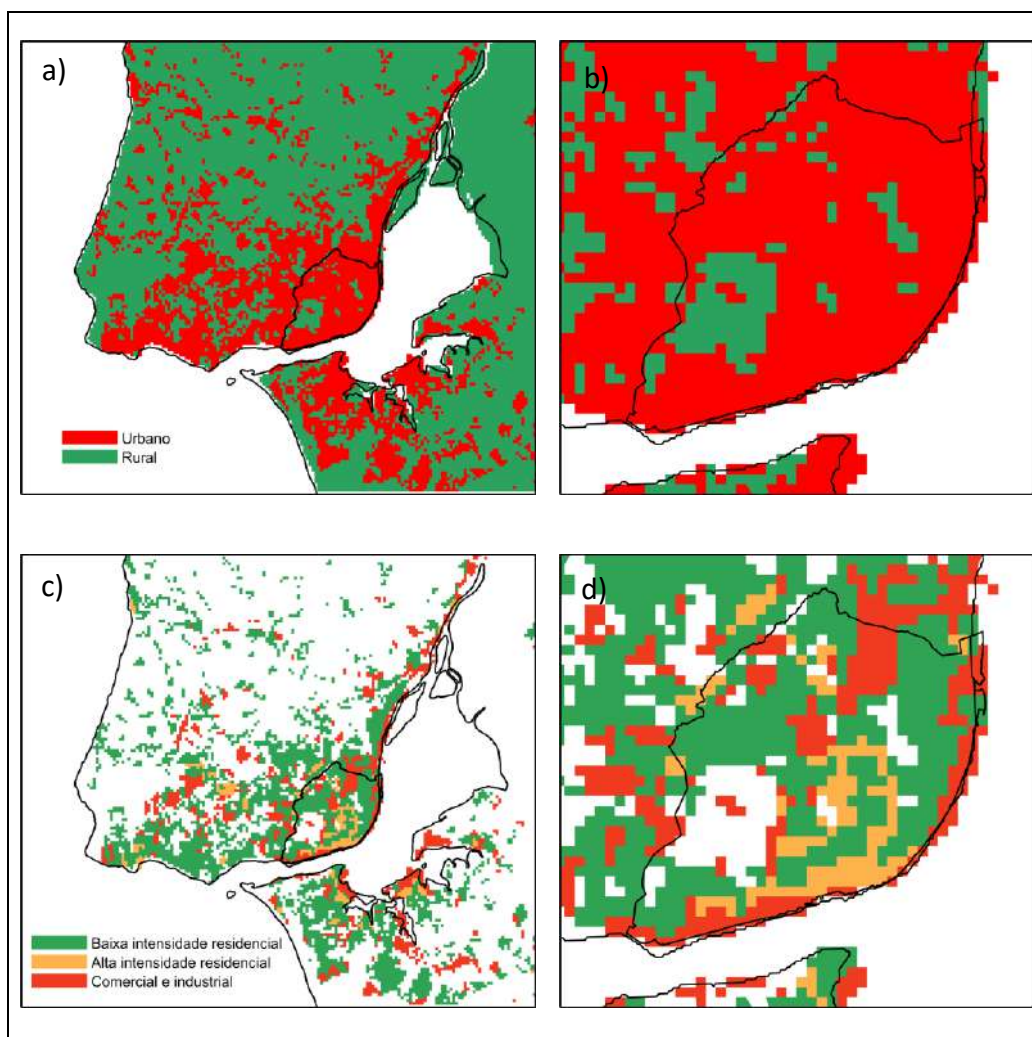 a)
b)
Urbano
Rural
c)
d)
Baixa intensidade residencial
Alta intensidade residencial
Comercial e industrial